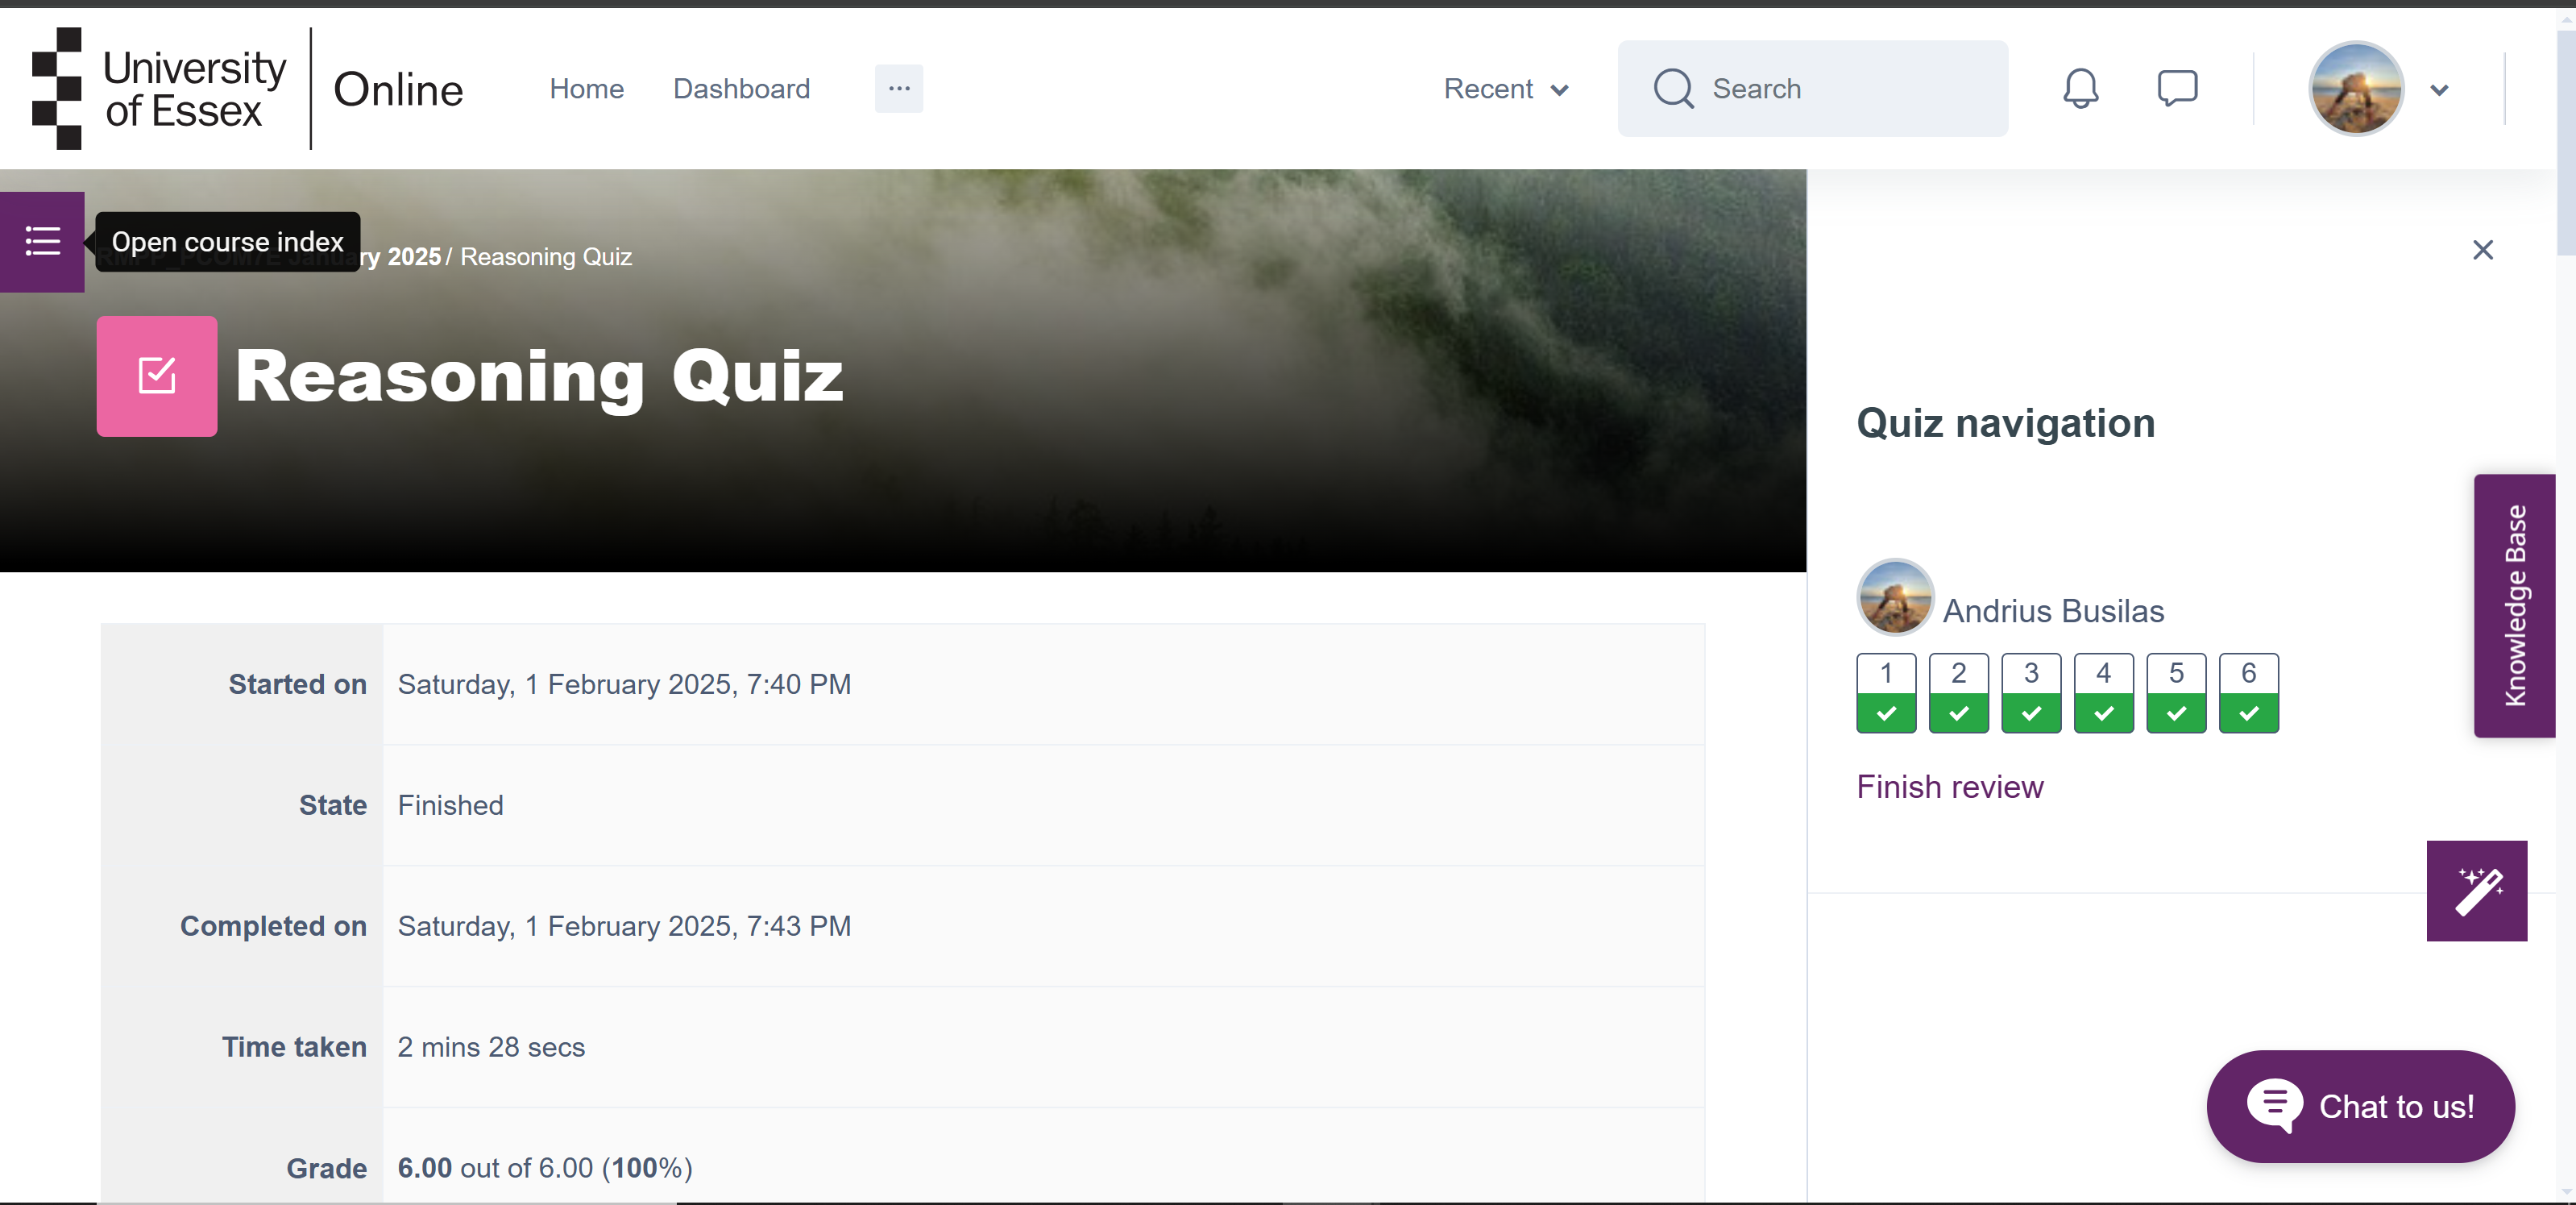 University
of Essex
Online
Home
Dashboard
...
Recent
Search
Open course index
ry 2025 / Reasoning Quiz
Reasoning Quiz
Started on Saturday, 1 February 2025, 7:40 PM
State Finished
Completed on Saturday, 1 February 2025, 7:43 PM
Time taken 2 mins 28 secs
Grade 6.00 out of 6.00 (100%)
Quiz navigation
Andrius Busilas
1 2 3 4 5 6
Finish review
Knowledge Base
Chat to us!